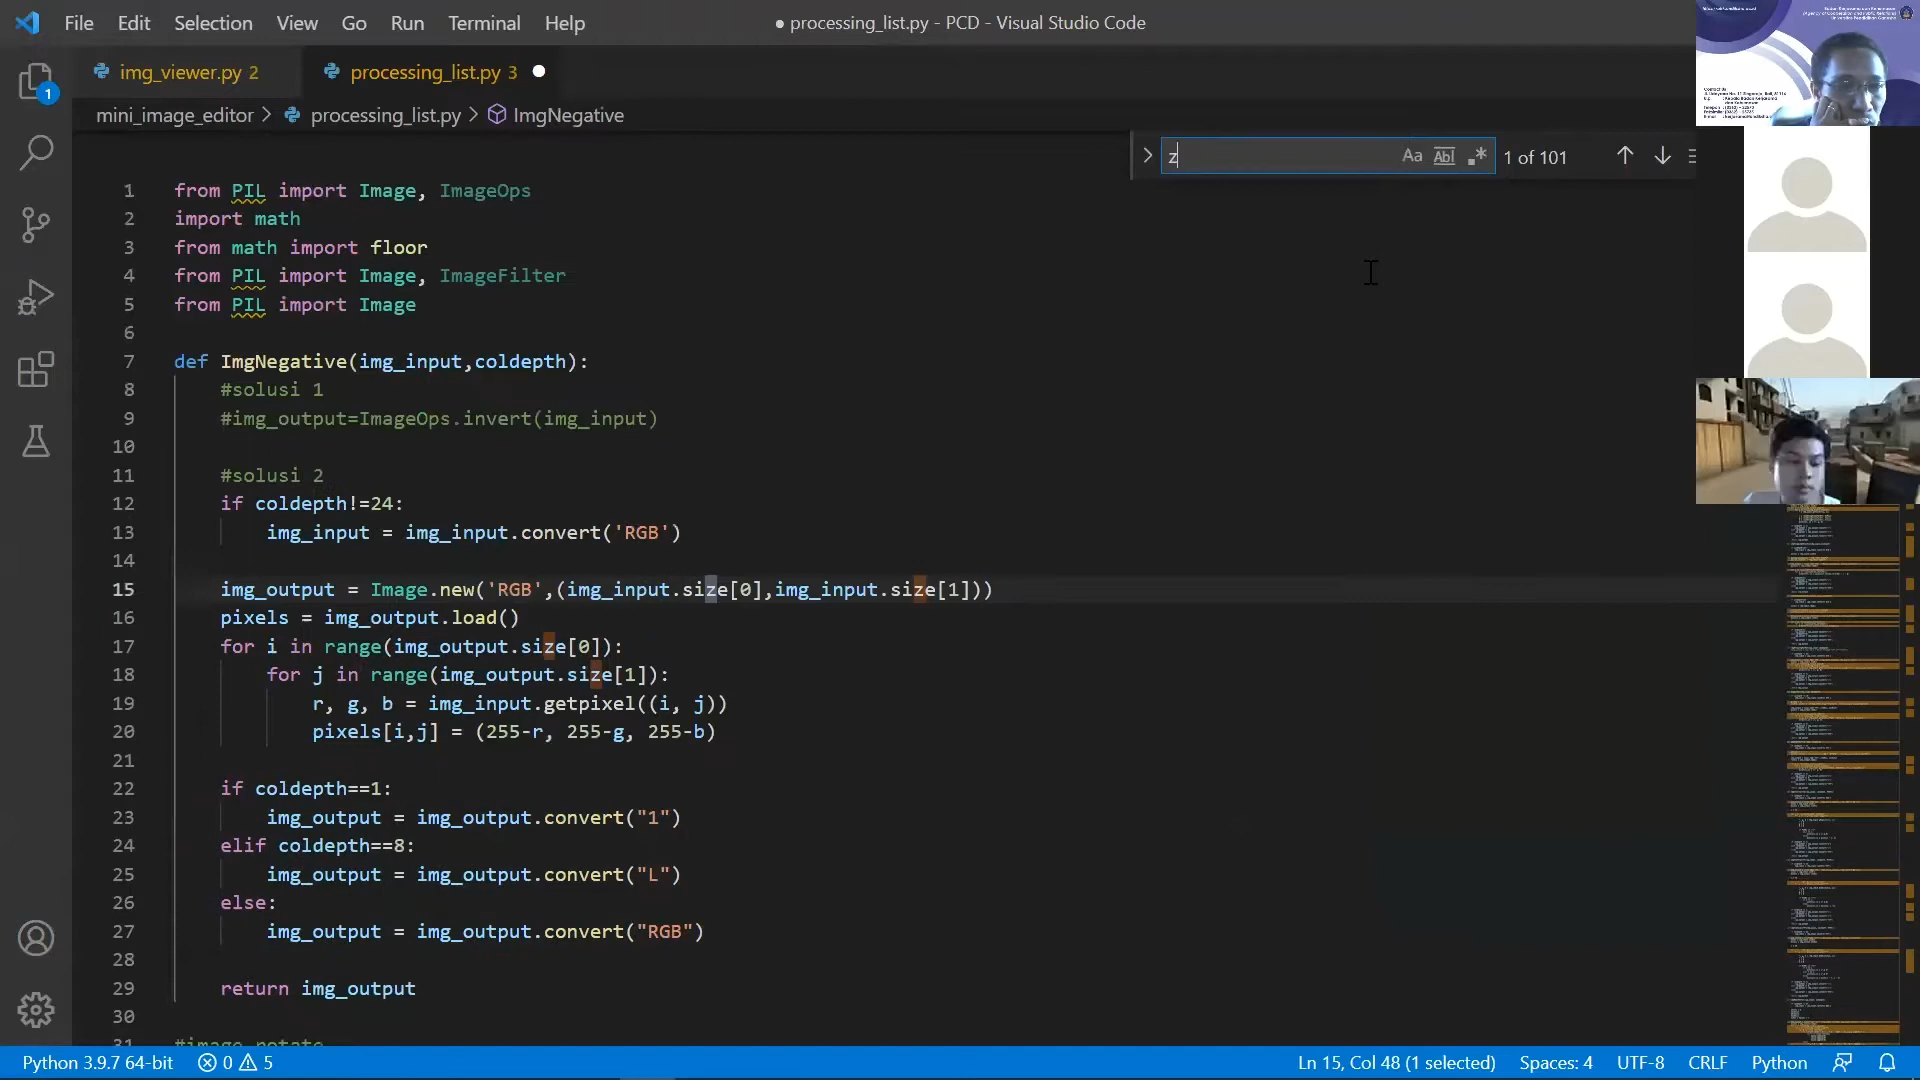 File Edit Selection View Go Run Terminal Help
● processing_list.py - PCD - Visual Studio Code
img_viewer.py 2
processing_list.py 3
mini_image_editor > processing_list.py > ImgNegative
1
z
Aa Abl .* 1 of 101
1 from PIL import Image, ImageOps
2 import math
3 from math import floor
4 from PIL import Image, ImageFilter
5 from PIL import Image
6
7 def ImgNegative(img_input,coldepth):
8 #solusi 1
9 #img_output=ImageOps.invert(img_input)
10
11 #solusi 2
12 if coldepth!=24:
13 img_input = img_input.convert('RGB')
14
15 img_output = Image.new('RGB',(img_input.size[0],img_input.size[1]))
16 pixels = img_output.load()
17 for i in range(img_output.size[0]):
18 for j in range(img_output.size[1]):
19 r, g, b = img_input.getpixel((i, j))
20 pixels[i,j] = (255-r, 255-g, 255-b)
21
22 if coldepth==1:
23 img_output = img_output.convert("1")
24 elif coldepth==8:
25 img_output = img_output.convert("L")
26 else:
27 img_output = img_output.convert("RGB")
28
29 return img_output
30
31 #image rotate
Python 3.9.7 64-bit 0 5
Ln 15, Col 48 (1 selected) Spaces: 4 UTF-8 CRLF Python